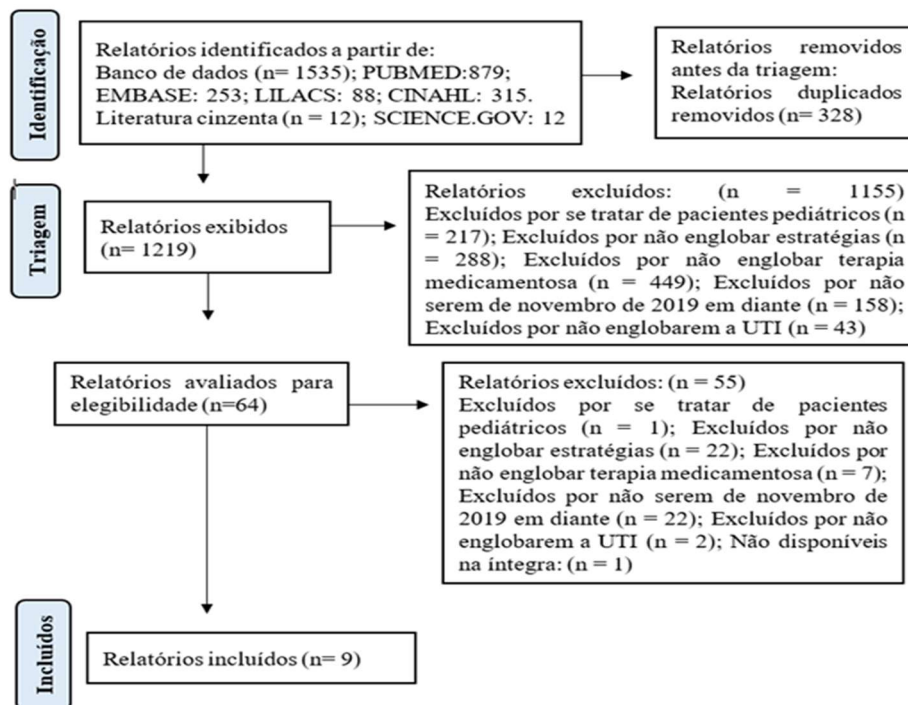 Identificação
Relatórios identificados a partir de:
Banco de dados (n= 1535); PUBMED:879;
EMBASE: 253; LILACS: 88; CINAHL: 315.
Literatura cinzenta (n = 12); SCIENCE.GOV: 12
Relatórios removidos
antes da triagem:
Relatórios duplicados
removidos (n= 328)
Triagem
Relatórios exibidos
(n= 1219)
Relatórios excluídos: (n = 1155)
Excluídos por se tratar de pacientes pediátricos (n
= 217); Excluídos por não englobar estratégias (n
= 288); Excluídos por não englobar terapia
medicamentosa (n = 449); Excluídos por não
serem de novembro de 2019 em diante (n = 158);
Excluídos por não englobarem a UTI (n = 43)
Relatórios avaliados para
elegibilidade (n=64)
Relatórios excluídos: (n = 55)
Excluídos por se tratar de pacientes
pediátricos (n = 1); Excluídos por não
englobar estratégias (n = 22); Excluídos por
não englobar terapia medicamentosa (n = 7);
Excluídos por não serem de novembro de
2019 em diante (n = 22); Excluídos por não
englobarem a UTI (n = 2); Não disponíveis
na íntegra: (n = 1)
Incluídos
Relatórios incluídos (n= 9)